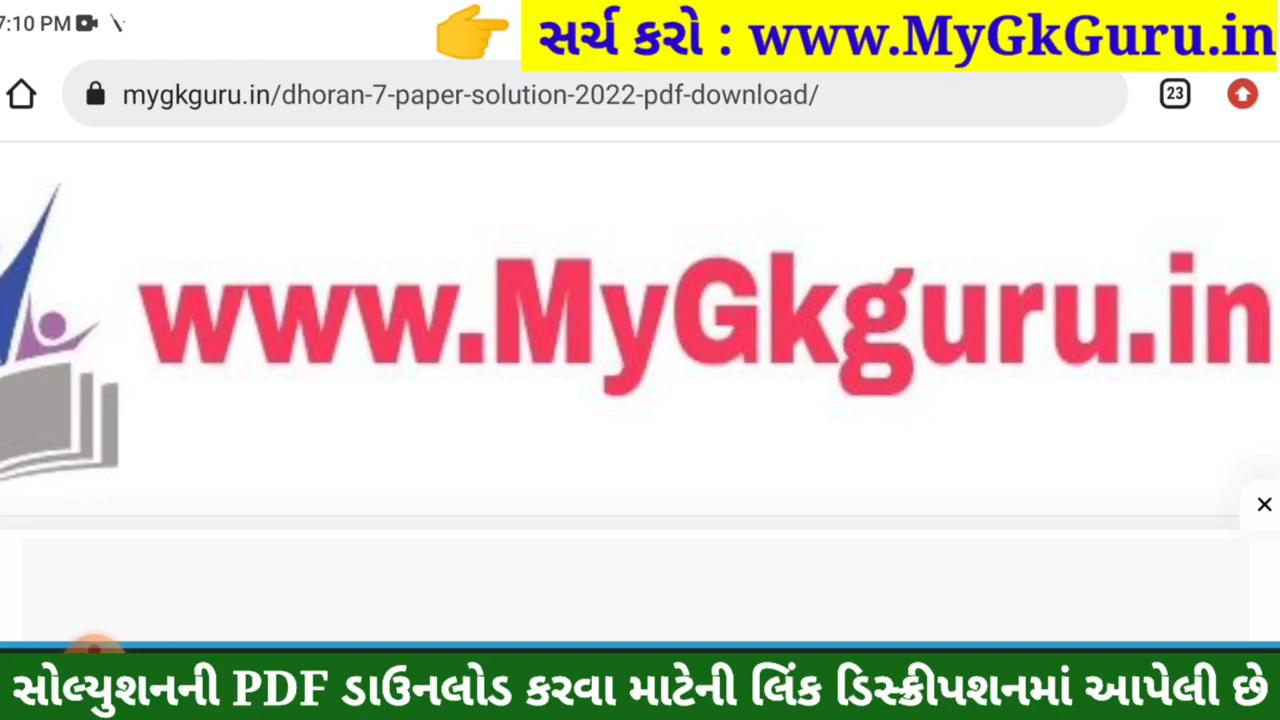 7:10 PM
👉 સર્ચ કરો : www.MyGkGuru.in
mygkguru.in/dhoran-7-paper-solution-2022-pdf-download/
23
www.MyGkguru.in
×
સોલ્યુશનની PDF ડાઉનલોડ કરવા માટેની લિંક ડિસ્ક્રીપશનમાં આપેલી છે